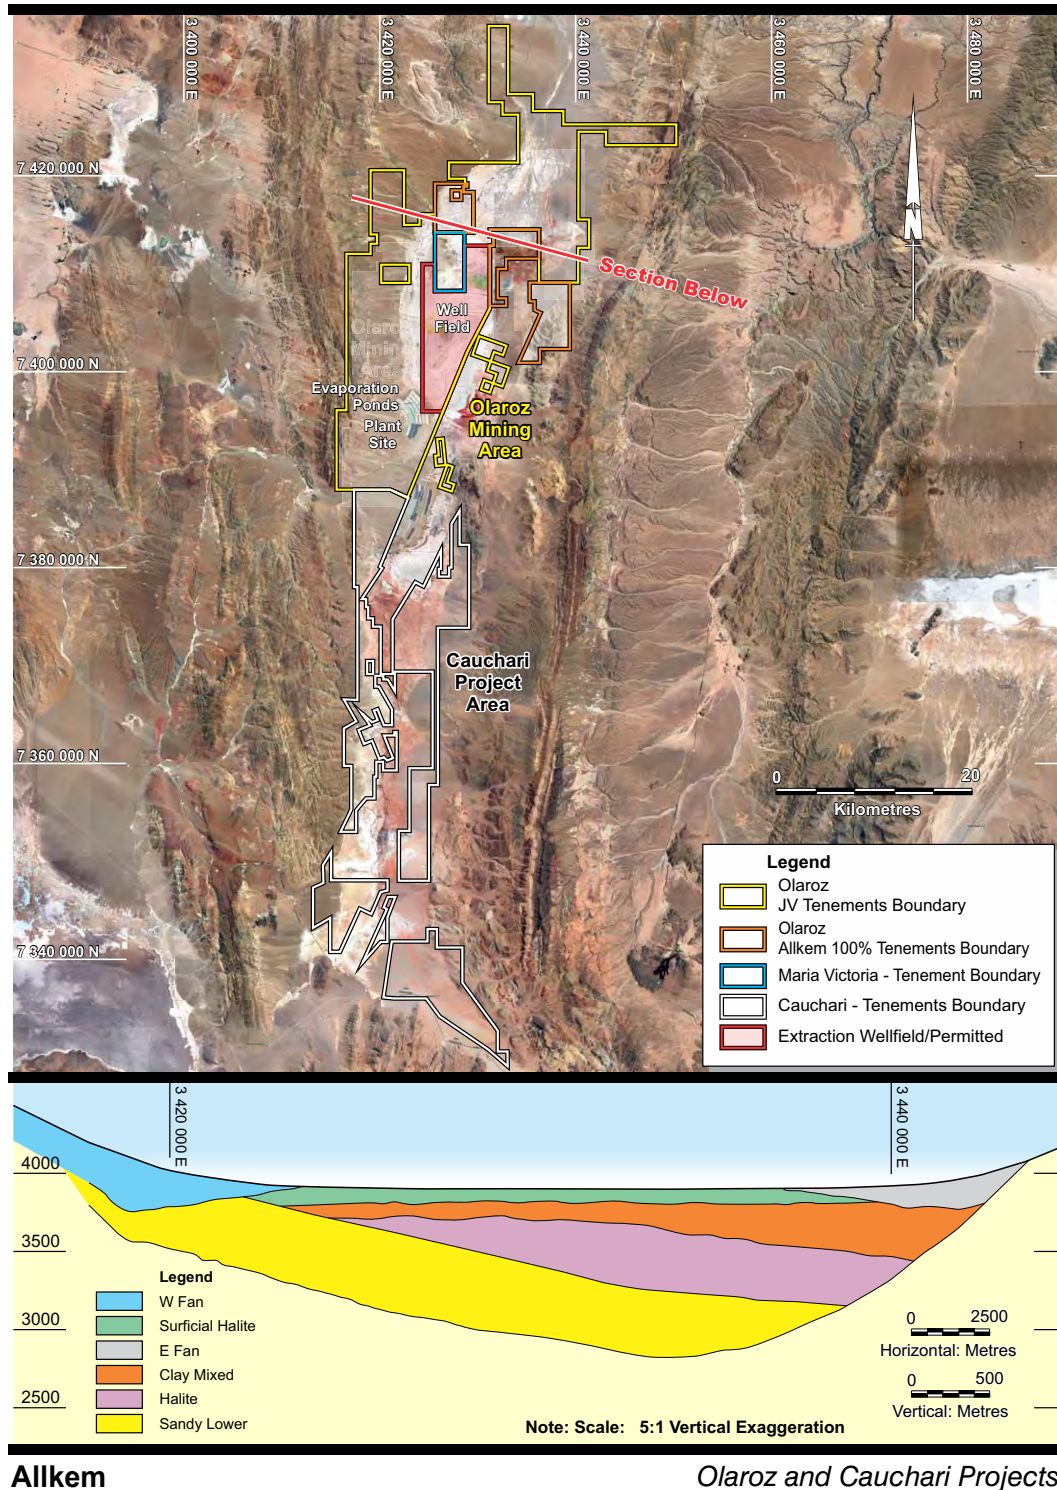 3 400 000 E
3 420 000 E
3 440 000 E
3 460 000 E
3 480 000 E
7 420 000 N
N
Section Below
Well
Field
Olaroz
Mining
Area
7 400 000 N
Evaporation
Ponds
Plant
Site
Olaroz
Mining
Area
7 380 000 N
Cauchari
Project
Area
7 360 000 N
0 20
Kilometres
7 340 000 N
Legend
Olaroz
JV Tenements Boundary
Olaroz
Allkem 100% Tenements Boundary
Maria Victoria - Tenement Boundary
Cauchari - Tenements Boundary
Extraction Wellfield/Permitted
3 420 000 E
3 440 000 E
4000
3500
3000
2500
Legend
W Fan
Surficial Halite
E Fan
Clay Mixed
Halite
Sandy Lower
0 2500
Horizontal: Metres
0 500
Vertical: Metres
Note: Scale: 5:1 Vertical Exaggeration
Allkem
Olaroz and Cauchari Projects